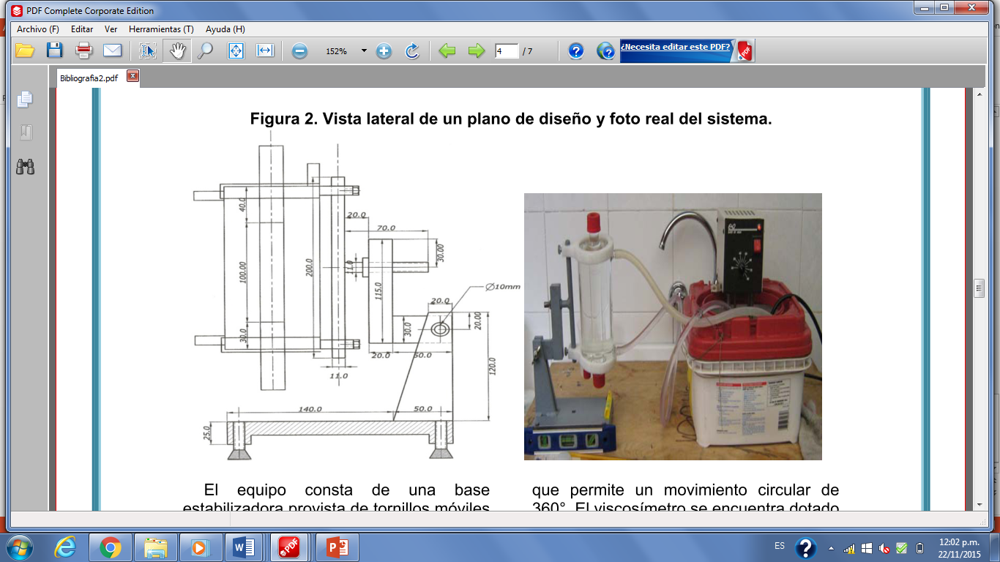 PDF Complete Corporate Edition
Archivo (F) Editar Ver Herramientas (T) Ayuda (H)
152% 4 / 7 ¿Necesita editar este PDF? PDF
Bibliografia2.pdf
Figura 2. Vista lateral de un plano de diseño y foto real del sistema.
40.0
100.00
30.0
200.0
11.0
20.0
70.0
11.0
30.00
115.0
Ø10mm
20.0
20.00
30.0
20.0
50.0
120.0
140.0
50.0
25.0
El equipo consta de una base
estabilizadora provista de tornillos móviles
que permite un movimiento circular de
360°. El viscosímetro se encuentra dotado
ES
12:02 p.m.
22/11/2015